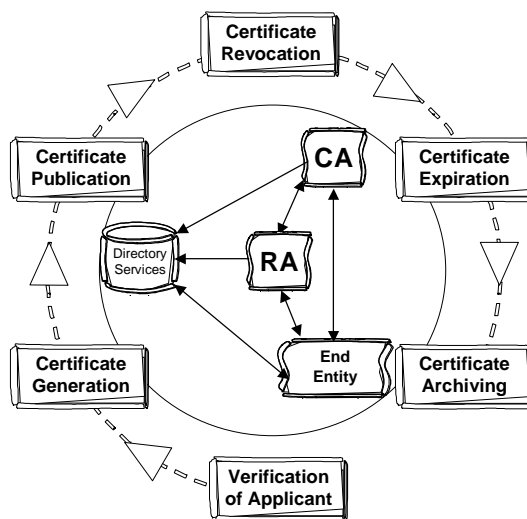 Certificate
Revocation
Certificate
Publication
CA
Certificate
Expiration
Directory
Services
RA
Certificate
Generation
End
Entity
Certificate
Archiving
Verification
of Applicant